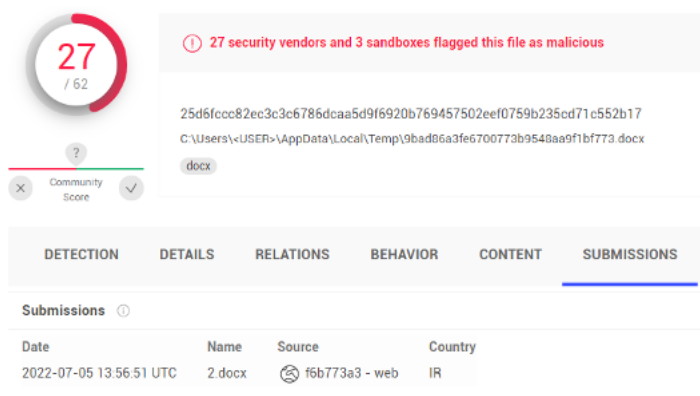 27
/ 62
?
Community
Score
27 security vendors and 3 sandboxes flagged this file as malicious
25d6fccc82ec3c3c6786dcaa5d9f6920b769457502eef0759b235cd71c552b17
C:\Users\<USER>\AppData\Local\Temp\9bad86a3fe6700773b9548aa9f1bf773.docx
docx
DETECTION DETAILS RELATIONS BEHAVIOR CONTENT SUBMISSIONS
Submissions
Date Name Source Country
2022-07-05 13:56:51 UTC 2.docx f6b773a3 - web IR